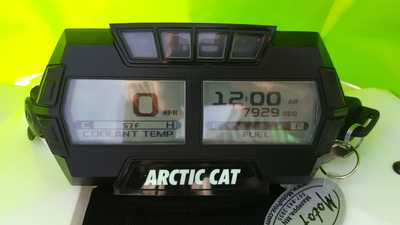 0 MPH
C 57F H
COOLANT TEMP
12:00 AM
7929 ODO
E F
FUEL
ARCTIC CAT